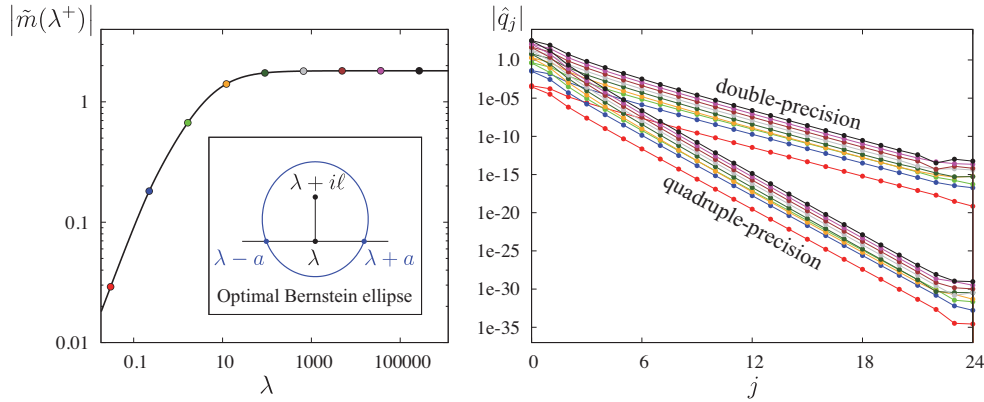 |m̃(λ⁺)|
1
0.1
0.01
0.1
10
1000
100000
λ
λ + iℓ
λ − a
λ
λ + a
Optimal Bernstein ellipse
|q̂ⱼ|
1.0
1e-05
1e-10
1e-15
1e-20
1e-25
1e-30
1e-35
0
6
12
18
24
j
double-precision
quadruple-precision